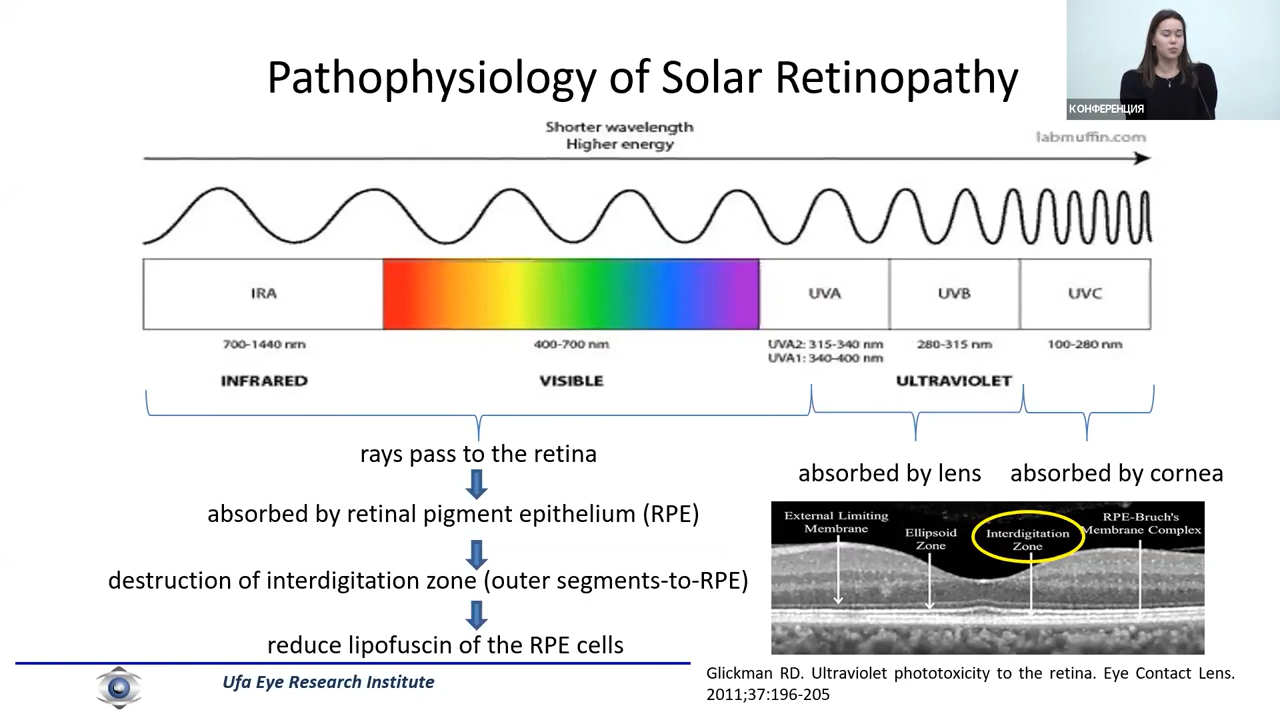 КОНФЕРЕНЦИЯ
Pathophysiology of Solar Retinopathy
Shorter wavelength
Higher energy
labmuffin.com
IRA
UVA
UVB
UVC
700-1440 nm
400-700 nm
UVA2: 315-340 nm
UVA1: 340-400 nm
280-315 nm
100-280 nm
INFRARED
VISIBLE
ULTRAVIOLET
rays pass to the retina
absorbed by lens
absorbed by cornea
absorbed by retinal pigment epithelium (RPE)
destruction of interdigitation zone (outer segments-to-RPE)
reduce lipofuscin of the RPE cells
External Limiting
Membrane
Ellipsoid
Zone
Interdigitation
Zone
RPE-Bruch's
Membrane Complex
Ufa Eye Research Institute
Glickman RD. Ultraviolet phototoxicity to the retina. Eye Contact Lens.
2011;37:196-205